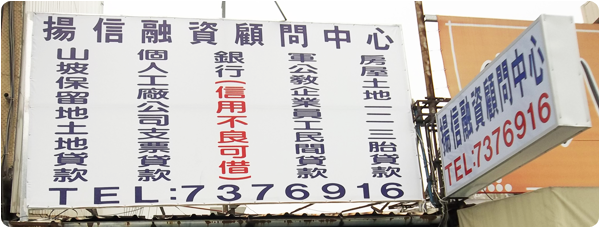 揚信融資顧問中心
房屋土地一二三胎貸款
軍公教企業員工民間貸款
銀行(信用不良可借)
個人工廠公司支票貸款
山坡保留地土地貸款
TEL:7376916
揚信融資顧問中心
TEL:7376916